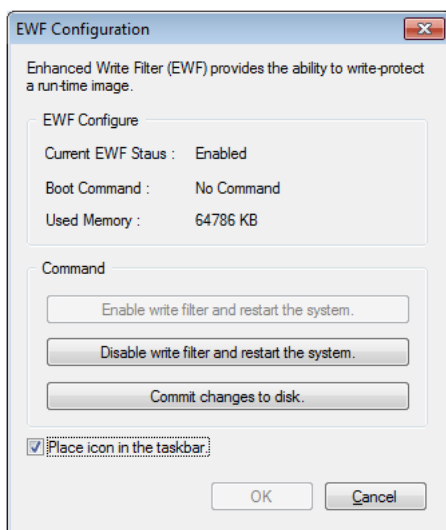 EWF Configuration
Enhanced Write Filter (EWF) provides the ability to write-protect
a run-time image.
EWF Configure
Current EWF Staus : Enabled
Boot Command : No Command
Used Memory : 64786 KB
Command
Enable write filter and restart the system.
Disable write filter and restart the system.
Commit changes to disk.
Place icon in the taskbar.
OK Cancel